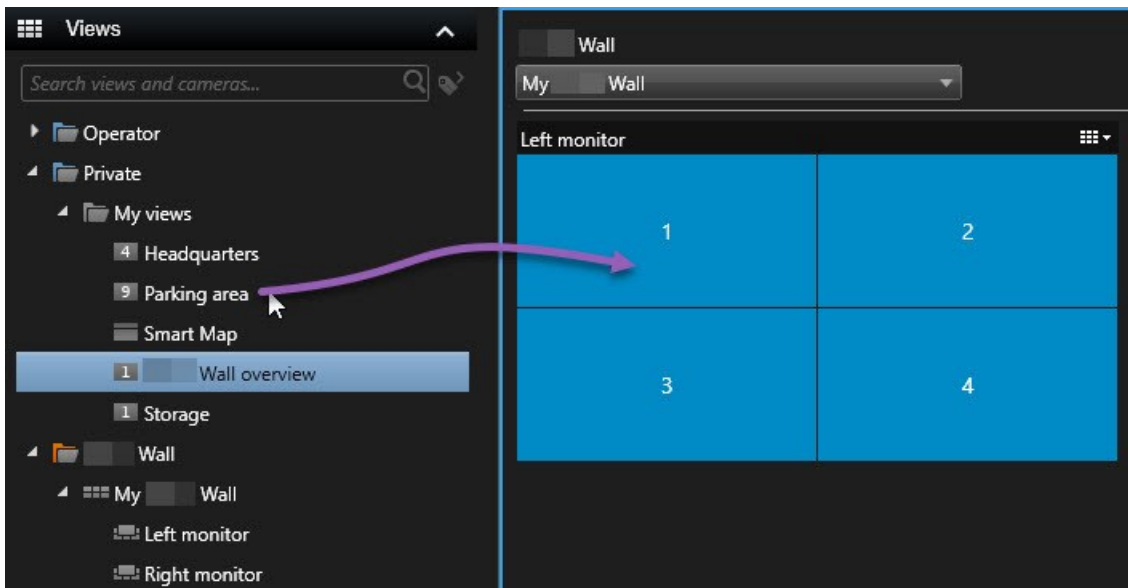 Views
Search views and cameras...
Operator
Private
My views
4 Headquarters
9 Parking area
Smart Map
1 Wall overview
1 Storage
Wall
My Wall
Left monitor
Right monitor
Wall
My Wall
Left monitor
1 2
3 4